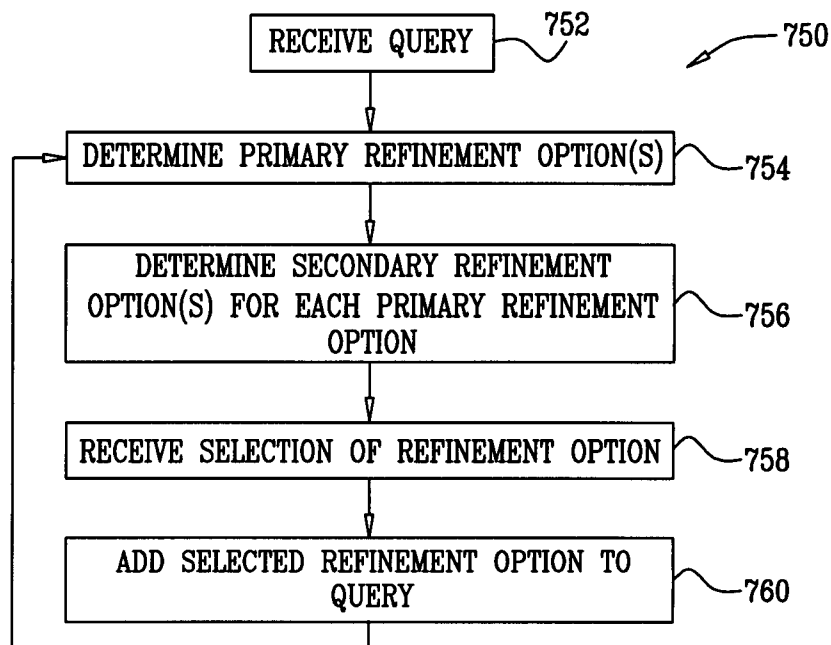 RECEIVE QUERY
752
750
DETERMINE PRIMARY REFINEMENT OPTION(S)
754
DETERMINE SECONDARY REFINEMENT
OPTION(S) FOR EACH PRIMARY REFINEMENT
OPTION
756
RECEIVE SELECTION OF REFINEMENT OPTION
758
ADD SELECTED REFINEMENT OPTION TO
QUERY
760